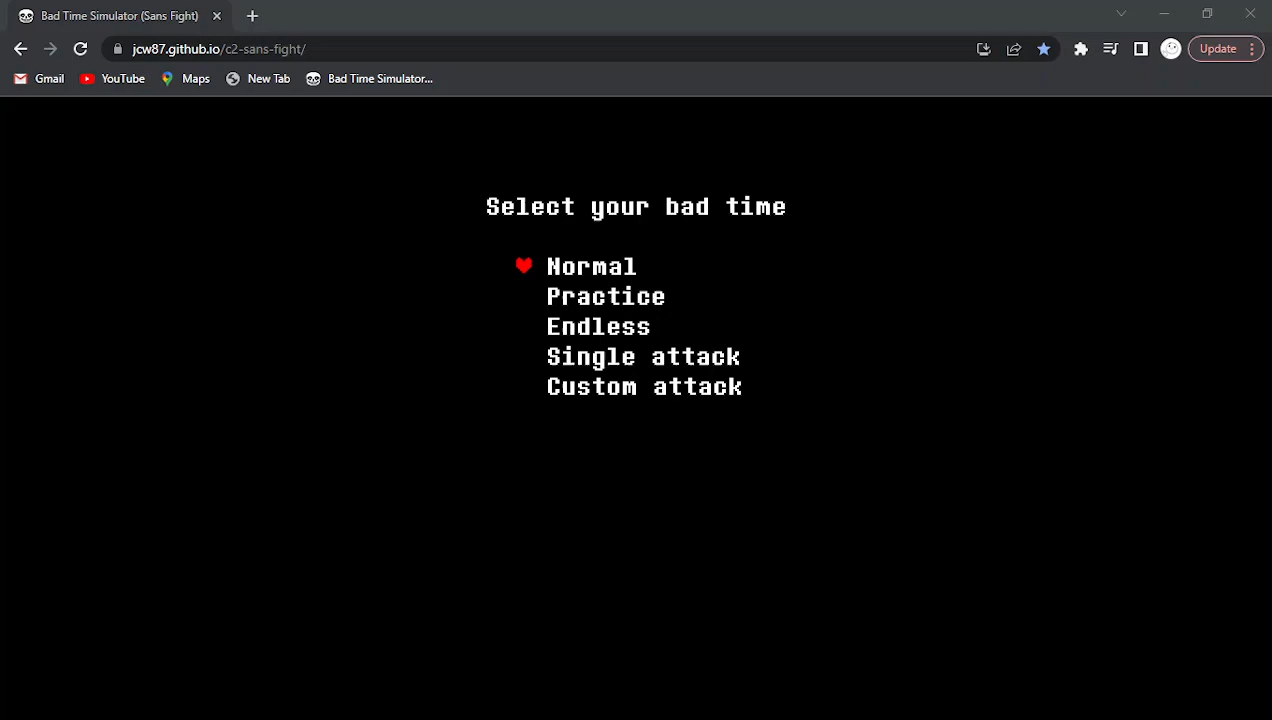 Bad Time Simulator (Sans Fight)
jcw87.github.io/c2-sans-fight/
Update
Gmail YouTube Maps New Tab Bad Time Simulator...
Select your bad time
Normal
Practice
Endless
Single attack
Custom attack